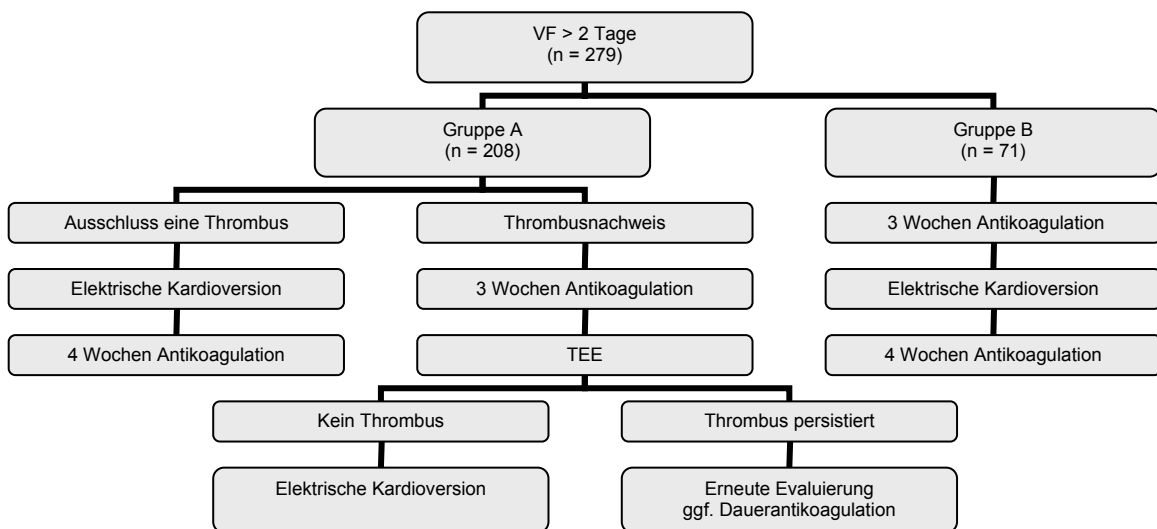 VF > 2 Tage
(n = 279)
Gruppe A
(n = 208)
Gruppe B
(n = 71)
Ausschluss eine Thrombus
Thrombusnachweis
3 Wochen Antikoagulation
Elektrische Kardioversion
3 Wochen Antikoagulation
Elektrische Kardioversion
4 Wochen Antikoagulation
TEE
4 Wochen Antikoagulation
Kein Thrombus
Thrombus persistiert
Elektrische Kardioversion
Erneute Evaluierung
ggf. Dauerantikoagulation